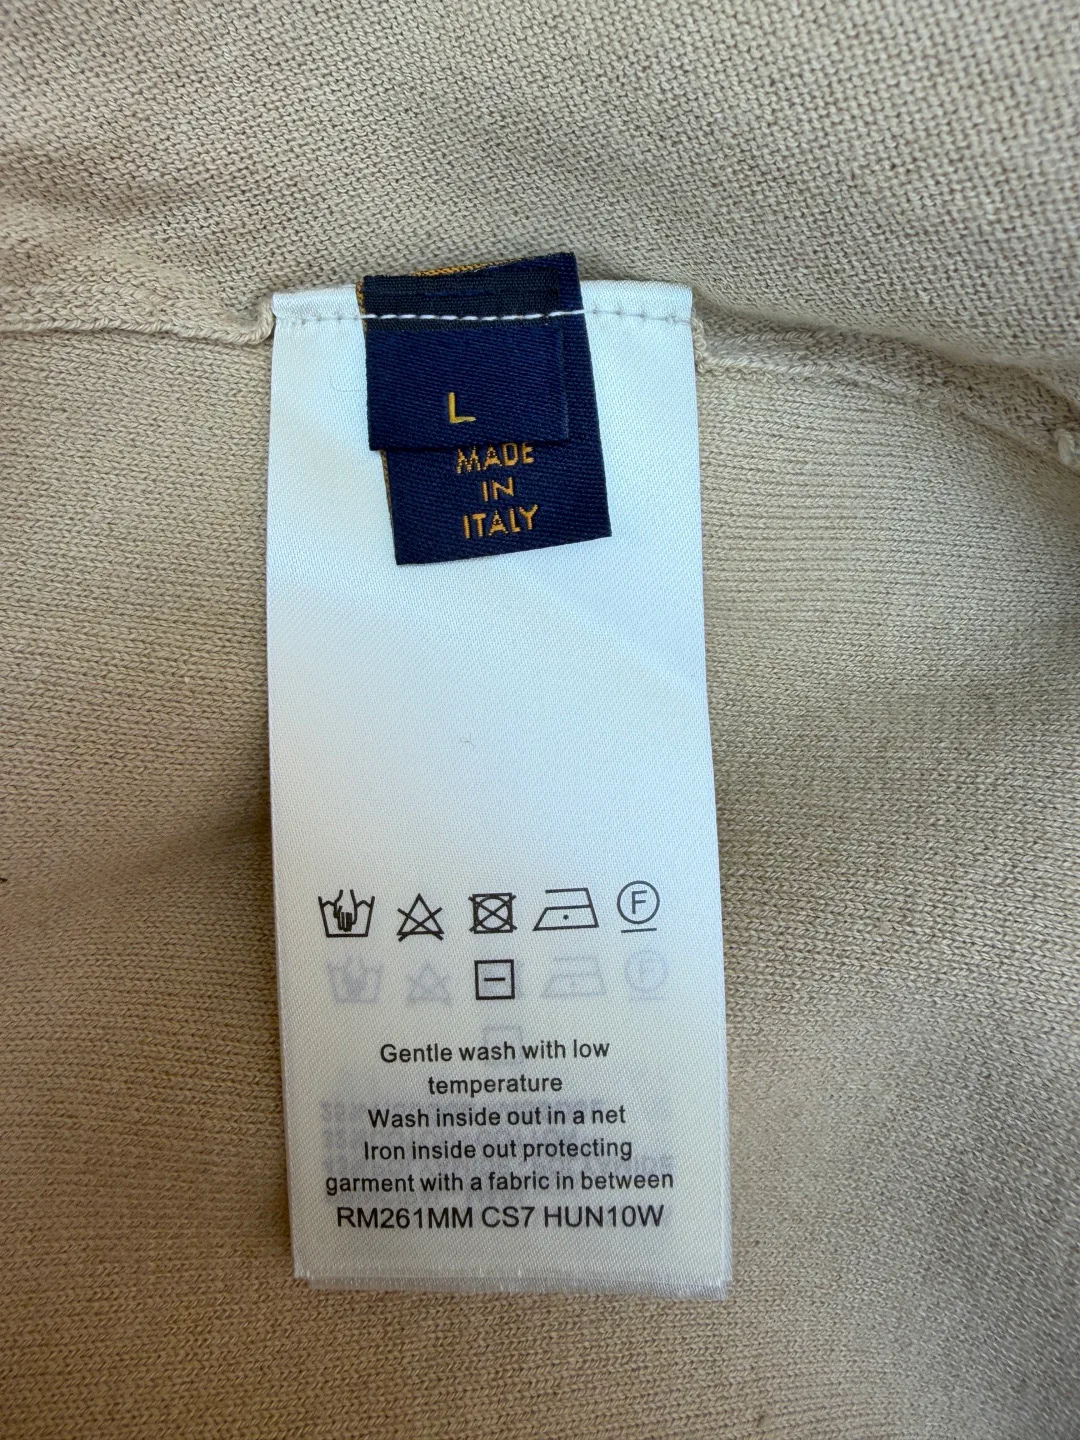 L
MADE
IN
ITALY
F
Gentle wash with low
temperature
Wash inside out in a net
Iron inside out protecting
garment with a fabric in between
RM261MM CS7 HUN10W